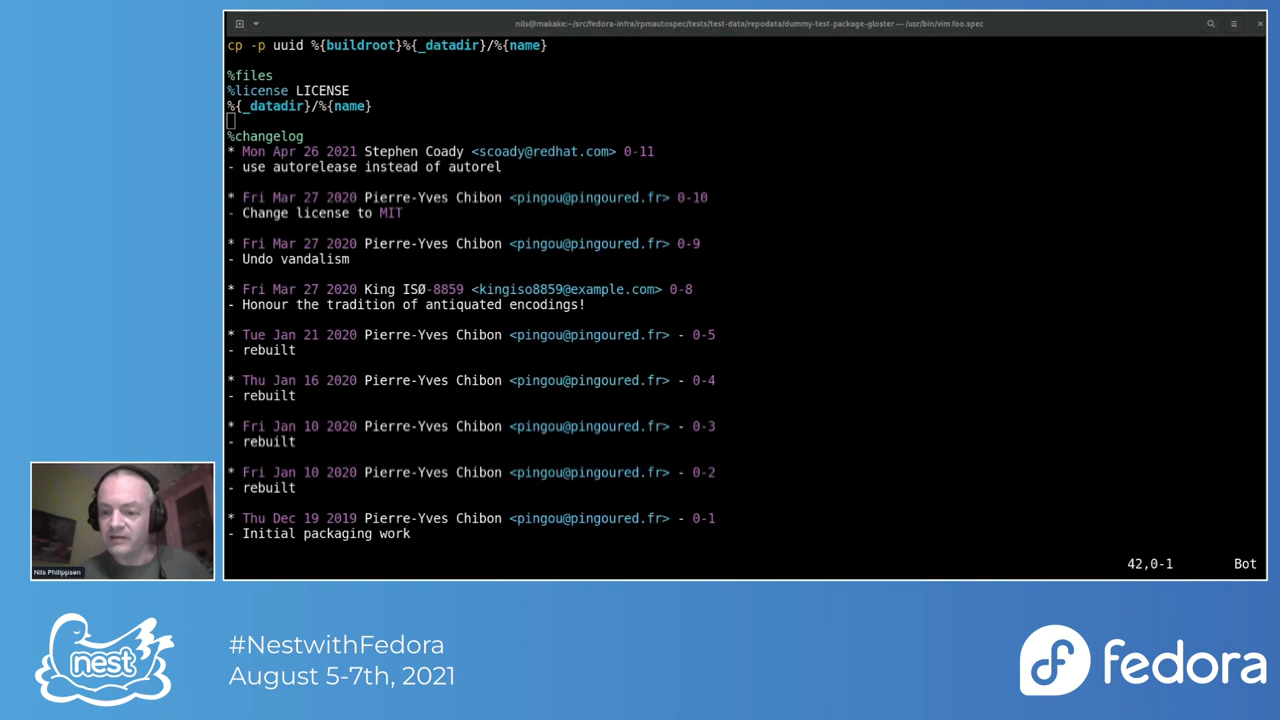 nils@makake:~/src/fedora-infra/rpmautospec/tests/test-data/repodata/dummy-test-package-gloster — /usr/bin/vim foo.spec
cp -p uuid %{buildroot}%{_datadir}/%{name}
%files
%license LICENSE
%{_datadir}/%{name}
%changelog
* Mon Apr 26 2021 Stephen Coady <scoady@redhat.com> 0-11
- use autorelease instead of autorel
* Fri Mar 27 2020 Pierre-Yves Chibon <pingou@pingoured.fr> 0-10
- Change license to MIT
* Fri Mar 27 2020 Pierre-Yves Chibon <pingou@pingoured.fr> 0-9
- Undo vandalism
* Fri Mar 27 2020 King ISØ-8859 <kingiso8859@example.com> 0-8
- Honour the tradition of antiquated encodings!
* Tue Jan 21 2020 Pierre-Yves Chibon <pingou@pingoured.fr> - 0-5
- rebuilt
* Thu Jan 16 2020 Pierre-Yves Chibon <pingou@pingoured.fr> - 0-4
- rebuilt
* Fri Jan 10 2020 Pierre-Yves Chibon <pingou@pingoured.fr> - 0-3
- rebuilt
* Fri Jan 10 2020 Pierre-Yves Chibon <pingou@pingoured.fr> - 0-2
- rebuilt
* Thu Dec 19 2019 Pierre-Yves Chibon <pingou@pingoured.fr> - 0-1
- Initial packaging work
42,0-1 Bot
Nils Philippsen
nest
#NestwithFedora
August 5-7th, 2021
fedora